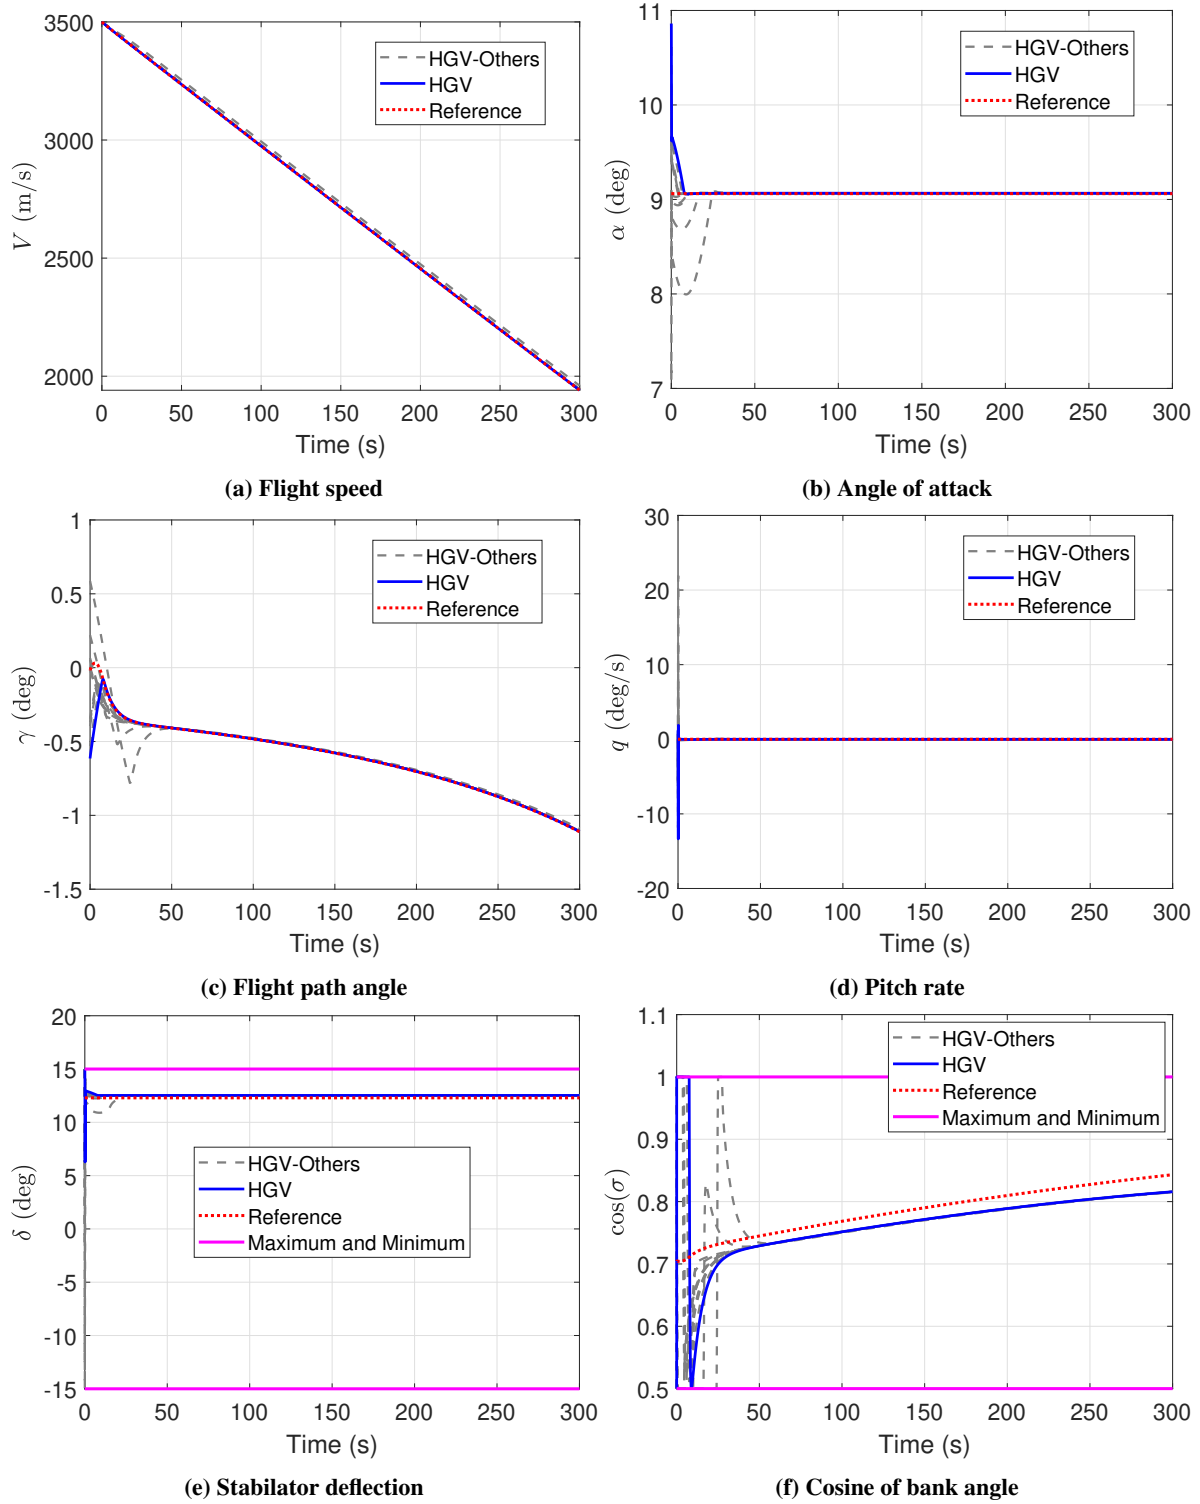 3500
3000
2500
2000
V (m/s)
0 50 100 150 200 250 300
Time (s)
HGV-Others
HGV
Reference
(a) Flight speed
11
10
9
8
7
α (deg)
0 50 100 150 200 250 300
Time (s)
HGV-Others
HGV
Reference
(b) Angle of attack
1
0.5
0
-0.5
-1
-1.5
γ (deg)
0 50 100 150 200 250 300
Time (s)
HGV-Others
HGV
Reference
(c) Flight path angle
30
20
10
0
-10
-20
q (deg/s)
0 50 100 150 200 250 300
Time (s)
HGV-Others
HGV
Reference
(d) Pitch rate
20
15
10
5
0
-5
-10
-15
δ (deg)
0 50 100 150 200 250 300
Time (s)
HGV-Others
HGV
Reference
Maximum and Minimum
(e) Stabilator deflection
1.1
1
0.9
0.8
0.7
0.6
0.5
cos(σ)
0 50 100 150 200 250 300
Time (s)
HGV-Others
HGV
Reference
Maximum and Minimum
(f) Cosine of bank angle